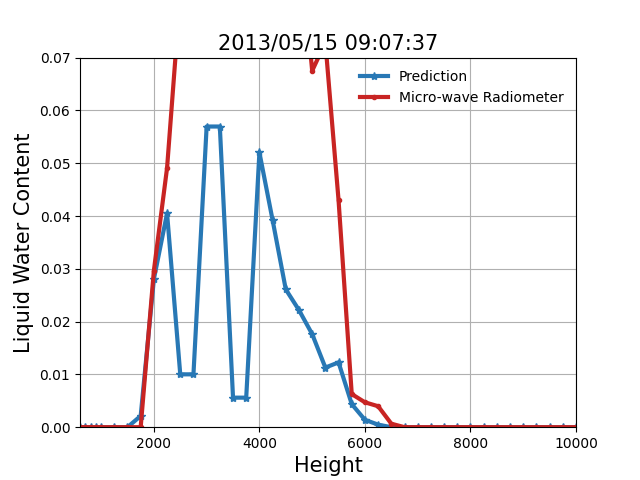 2013/05/15 09:07:37
Prediction
Micro-wave Radiometer
Liquid Water Content
0.07
0.06
0.05
0.04
0.03
0.02
0.01
0.00
2000 4000 6000 8000 10000
Height